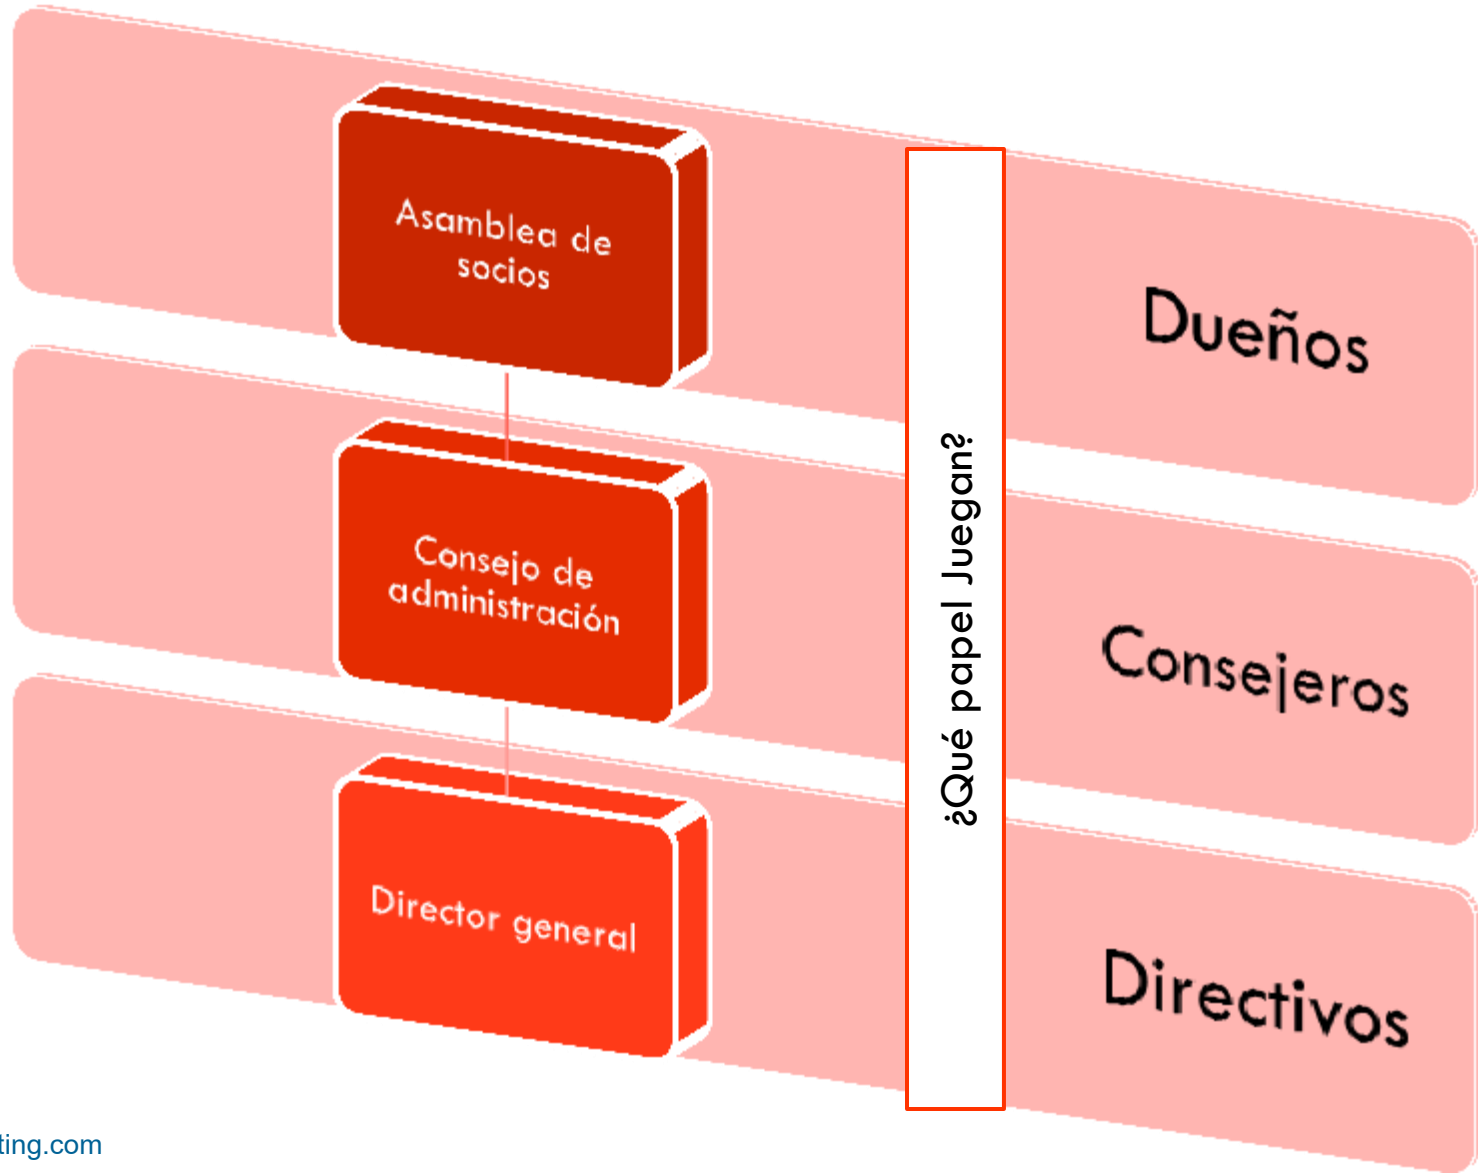 Asamblea de
socios
Dueños
¿Qué papel Juegan?
Consejo de
administración
Consejeros
Director general
Directivos
ting.com